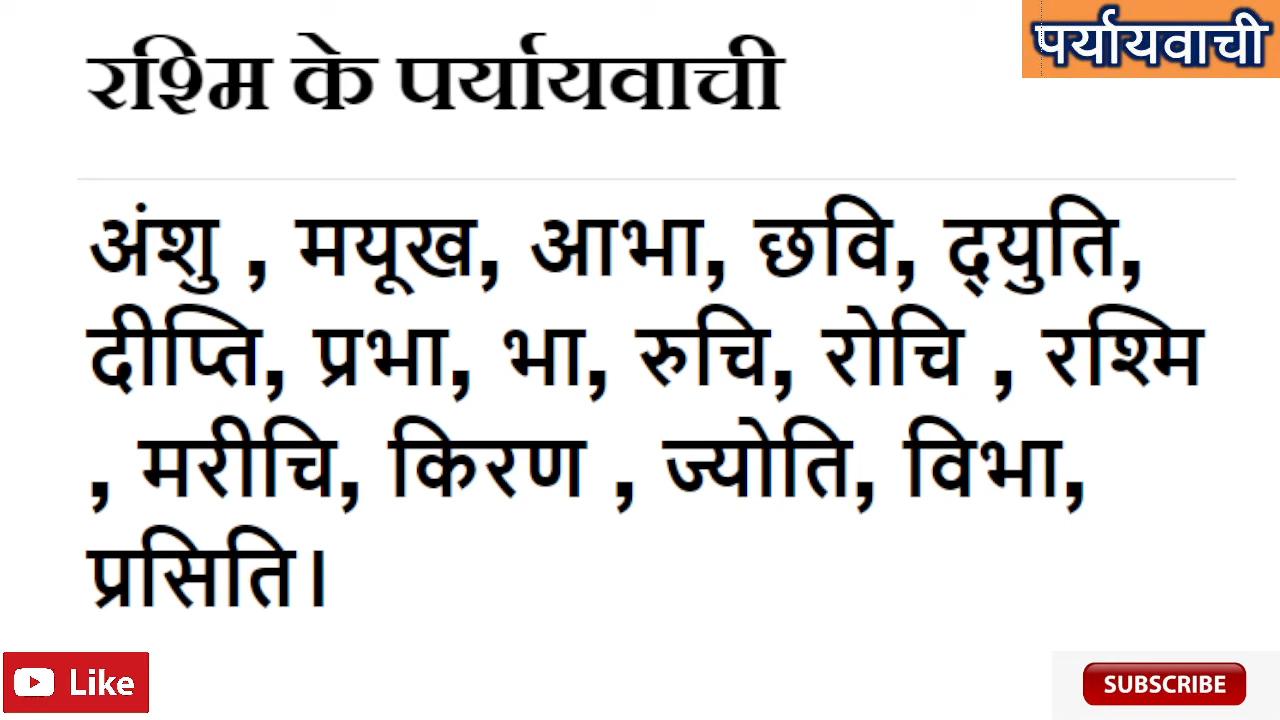 रश्मि के पर्यायवाची
पर्यायवाची
अंशु , मयूख, आभा, छवि, द्युति,
दीप्ति, प्रभा, भा, रुचि, रोचि , रश्मि
, मरीचि, किरण , ज्योति, विभा,
प्रसिति।
Like
SUBSCRIBE